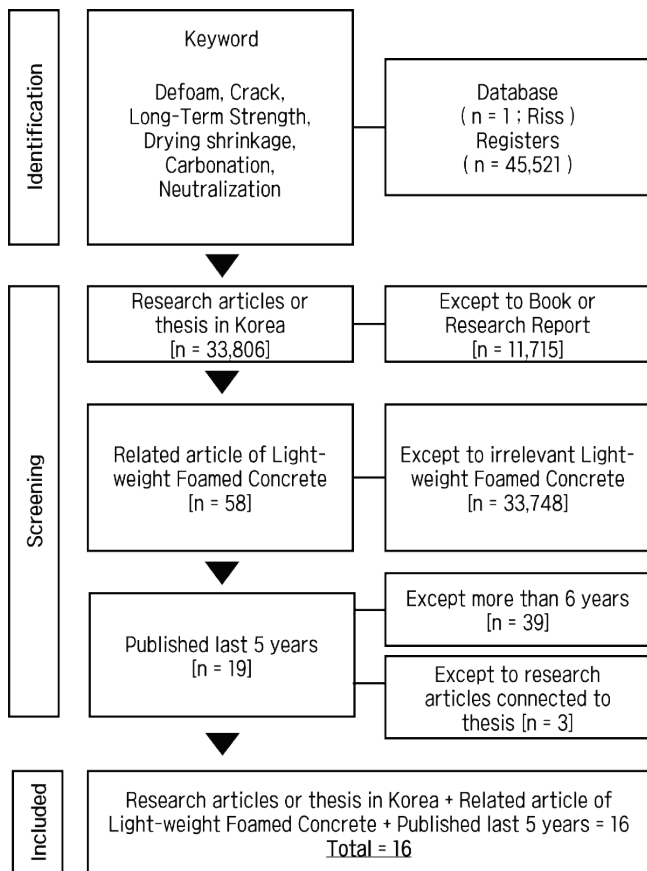 Identification
Keyword
Defoam, Crack,
Long-Term Strength,
Drying shrinkage,
Carbonation,
Neutralization
Database
( n = 1 ; Riss )
Registers
( n = 45,521 )
Screening
Research articles or
thesis in Korea
[n = 33,806]
Except to Book or
Research Report
[n = 11,715]
Related article of Light-
weight Foamed Concrete
[n = 58]
Except to irrelevant Light-
weight Foamed Concrete
[n = 33,748]
Published last 5 years
[n = 19]
Except more than 6 years
[n = 39]
Except to research
articles connected to
thesis [n = 3]
Included
Research articles or thesis in Korea + Related article of
Light-weight Foamed Concrete + Published last 5 years = 16
Total = 16